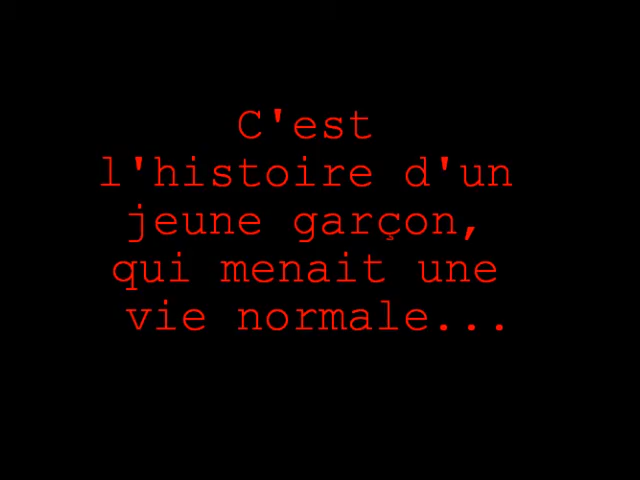 C'est
l'histoire d'un
jeune garçon,
qui menait une
vie normale...